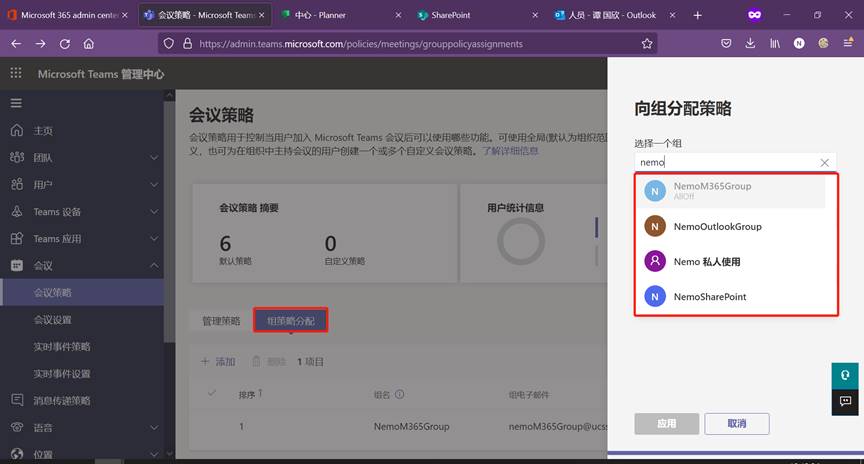 Microsoft 365 admin center
会议策略 - Microsoft Teams
中心 - Planner
SharePoint
人员 - 谭 国欣 - Outlook
https://admin.teams.microsoft.com/policies/meetings/grouppolicyassignments
Microsoft Teams 管理中心
主页
团队
用户
Teams 设备
Teams 应用
会议
会议策略
会议设置
实时事件策略
实时事件设置
消息传递策略
语音
位置
会议策略
会议策略用于控制当用户加入 Microsoft Teams 会议后可以使用哪些功能。可使用全局(默认为组织范
义，也可为在组织中主持会议的用户创建一个或多个自定义会议策略。了解详细信息
会议策略 摘要
6
默认策略
0
自定义策略
用户统计信息
管理策略
组策略分配
添加
删除
1 项目
排序
组名
组电子邮件
1
NemoM365Group
nemoM365Group@ucss
向组分配策略
选择一个组
nemo
N
NemoM365Group
AllOff
N
NemoOutlookGroup
Nemo 私人使用
N
NemoSharePoint
应用
取消